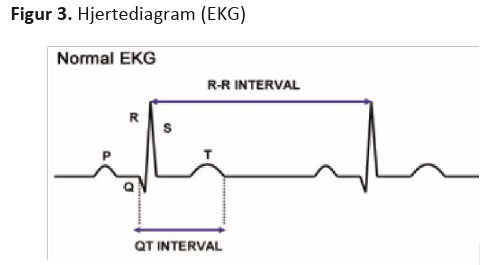 Figur 3. Hjertediagram (EKG)
Normal EKG
R-R INTERVAL
R
S
P
T
Q
QT INTERVAL